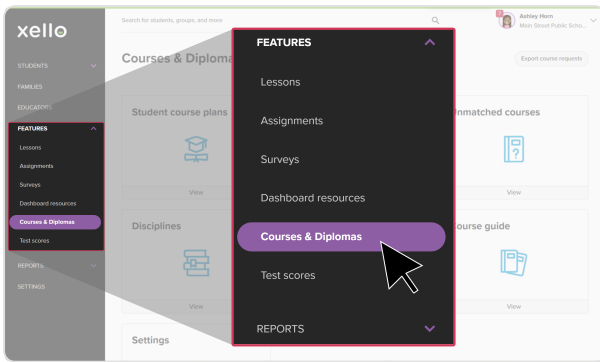 xello
Search for students, groups, and more
1
Ashley Horn
Main Street Public Scho...
STUDENTS
FAMILIES
EDUCATORS
FEATURES
Lessons
Assignments
Surveys
Dashboard resources
Courses & Diplomas
Test scores
REPORTS
SETTINGS
Courses & Diploma
Export course requests
Student course plans
View
Disciplines
View
Settings
FEATURES
Lessons
Assignments
Surveys
Dashboard resources
Courses & Diplomas
Test scores
REPORTS
nmatched courses
View
ourse guide
View